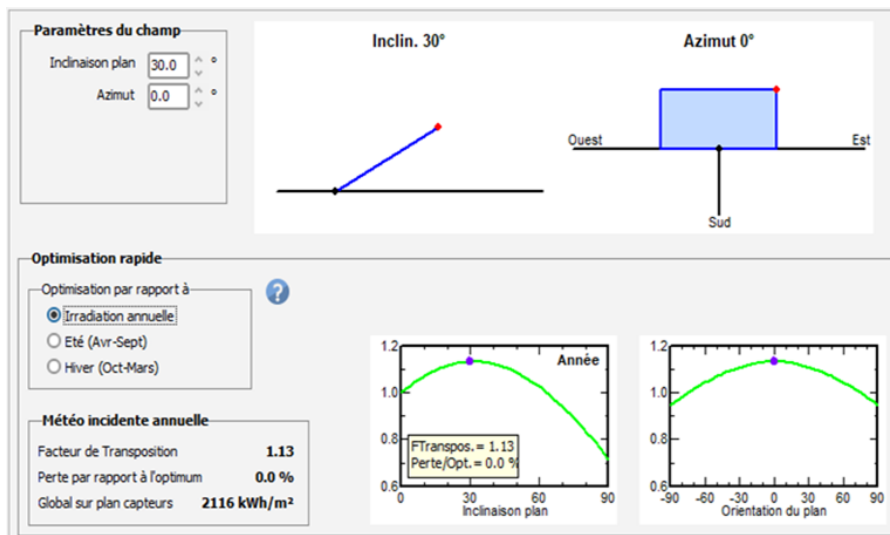 Paramètres du champ
Inclinaison plan 30.0 °
Azimut 0.0 °
Inclin. 30°
Azimut 0°
Ouest
Est
Sud
Optimisation rapide
Optimisation par rapport à
Irradiation annuelle
Eté (Avr-Sept)
Hiver (Oct-Mars)
?
Météo incidente annuelle
Facteur de Transposition 1.13
Perte par rapport à l'optimum 0.0 %
Global sur plan capteurs 2116 kWh/m²
Année
1.2
1.0
0.8
0.6
FTranspos.= 1.13
Perte/Opt.= 0.0 %
0 30 60 90
Inclinaison plan
1.2
1.0
0.8
0.6
-90 -60 -30 0 30 60 90
Orientation du plan